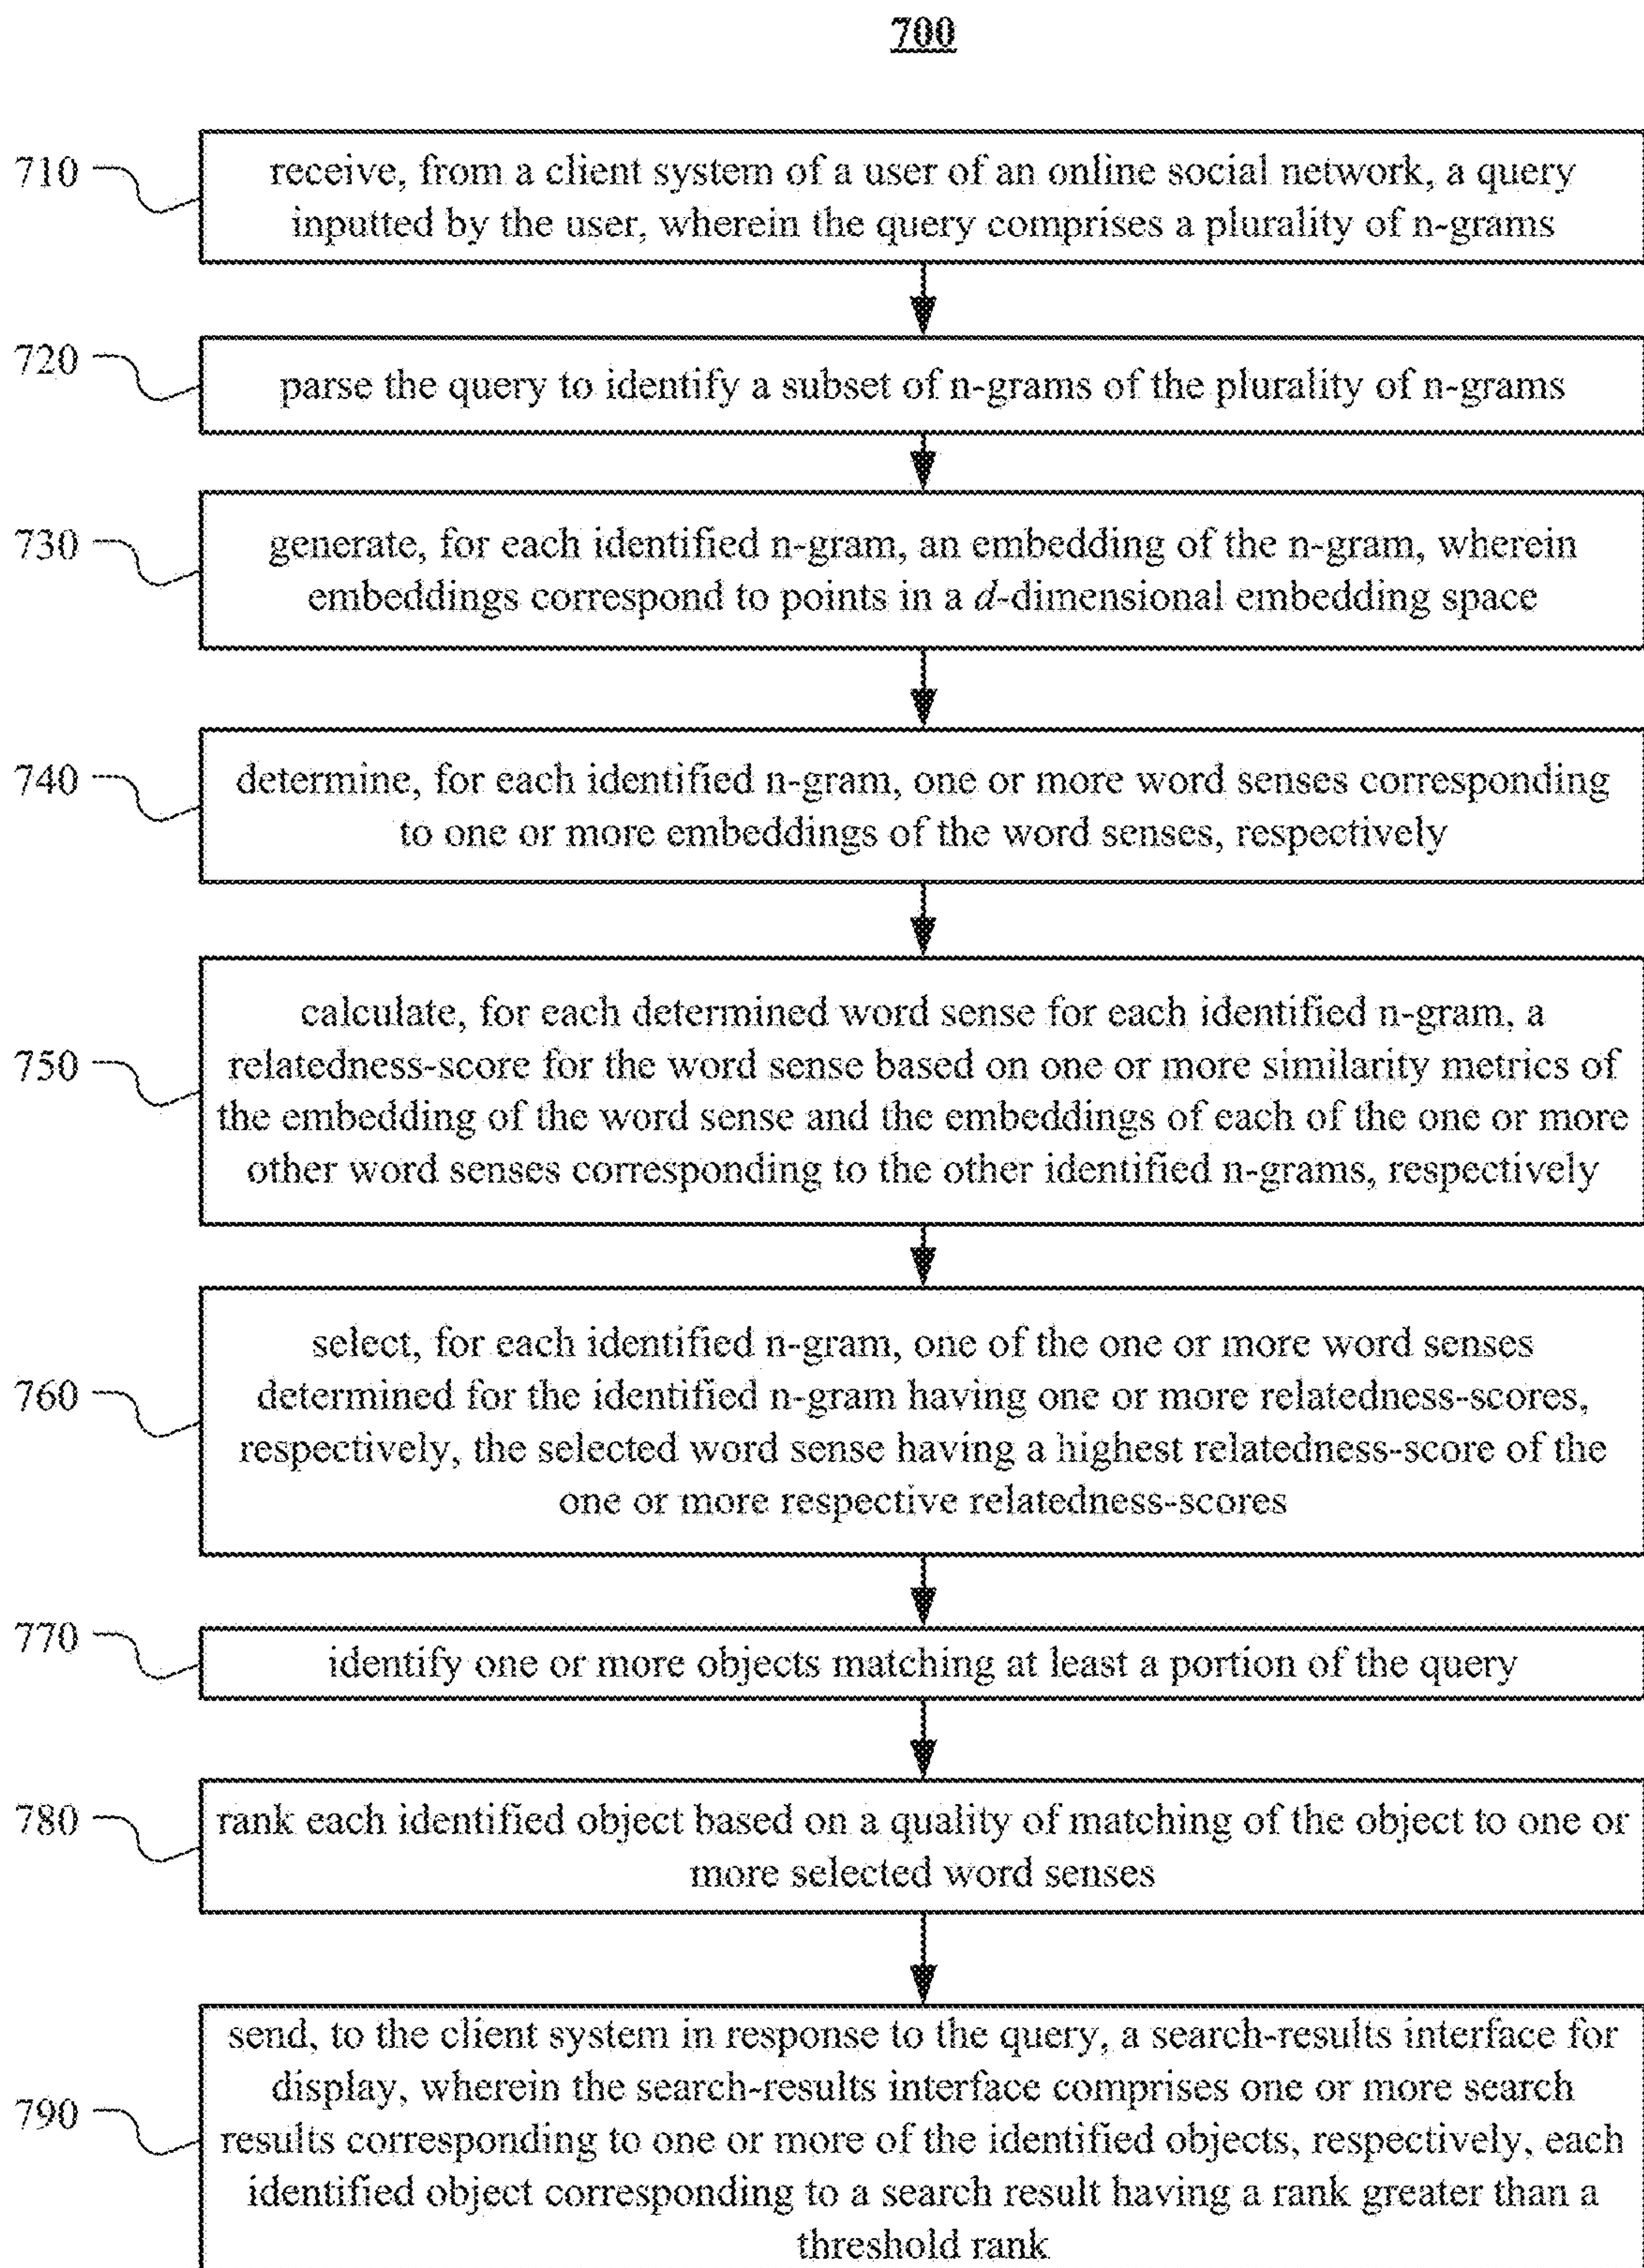 700
710
receive, from a client system of a user of an online social network, a query
inputted by the user, wherein the query comprises a plurality of n-grams
720
parse the query to identify a subset of n-grams of the plurality of n-grams
730
generate, for each identified n-gram, an embedding of the n-gram, wherein
embeddings correspond to points in a d-dimensional embedding space
740
determine, for each identified n-gram, one or more word senses corresponding
to one or more embeddings of the word senses, respectively
750
calculate, for each determined word sense for each identified n-gram, a
relatedness-score for the word sense based on one or more similarity metrics of
the embedding of the word sense and the embeddings of each of the one or more
other word senses corresponding to the other identified n-grams, respectively
760
select, for each identified n-gram, one of the one or more word senses
determined for the identified n-gram having one or more relatedness-scores,
respectively, the selected word sense having a highest relatedness-score of the
one or more respective relatedness-scores
770
identify one or more objects matching at least a portion of the query
780
rank each identified object based on a quality of matching of the object to one or
more selected word senses
790
send, to the client system in response to the query, a search-results interface for
display, wherein the search-results interface comprises one or more search
results corresponding to one or more of the identified objects, respectively, each
identified object corresponding to a search result having a rank greater than a
threshold rank